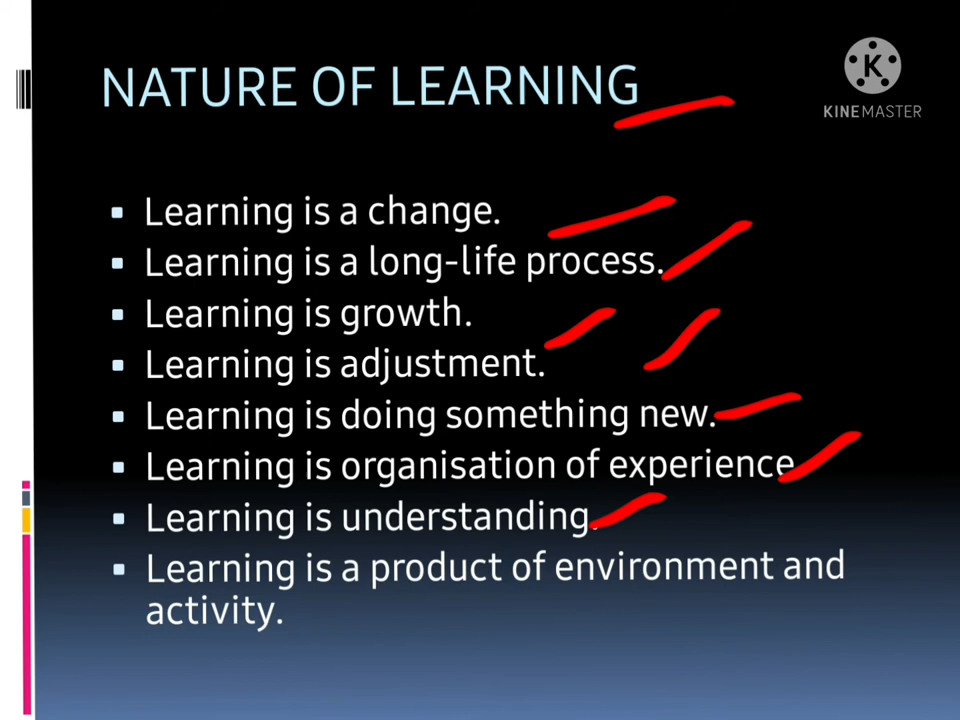 NATURE OF LEARNING
K
KINEMASTER
Learning is a change.
Learning is a long-life process.
Learning is growth.
Learning is adjustment.
Learning is doing something new.
Learning is organisation of experience
Learning is understanding.
Learning is a product of environment and
activity.